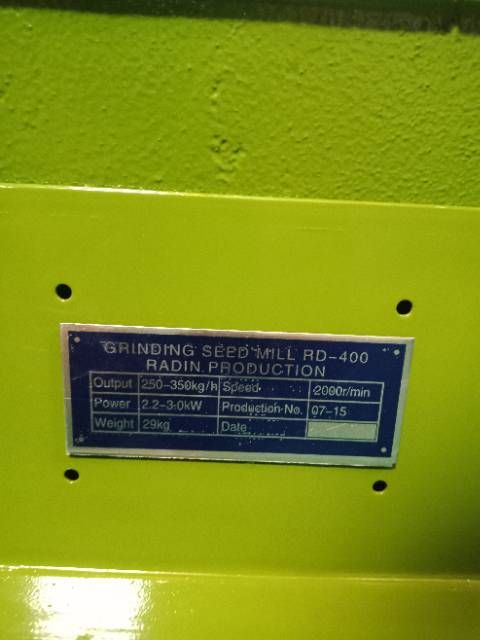 GRINDING SEED MILL RD-400
RADIN PRODUCTION
Output 250-350kg/h Speed 2000r/min
Power 2.2-3.0kW Production No. 07-15
Weight 29kg Date